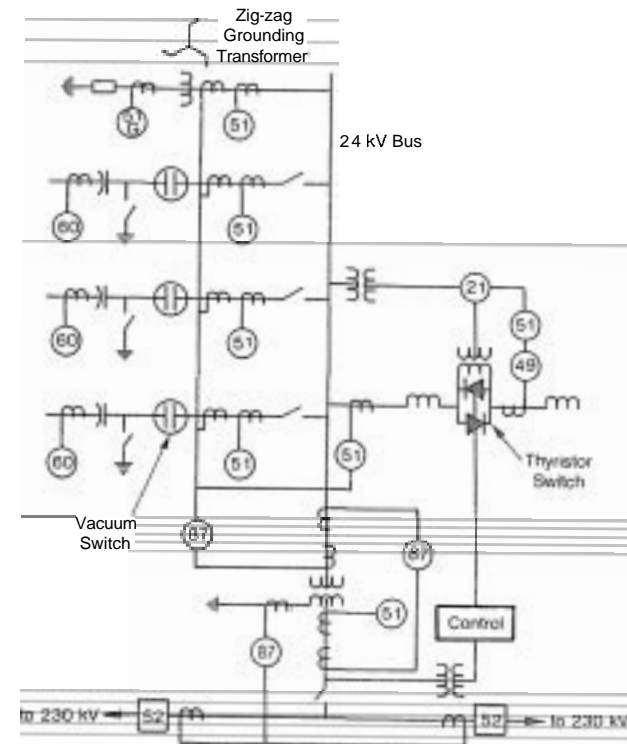 Zig-zag
Grounding
Transformer
51
G
51
24 kV Bus
60
51
21
51
60
51
49
60
51
51
Thyristor
Switch
Vacuum
Switch
87
87
51
Control
87
to 230 kV
52
52
to 230 kV